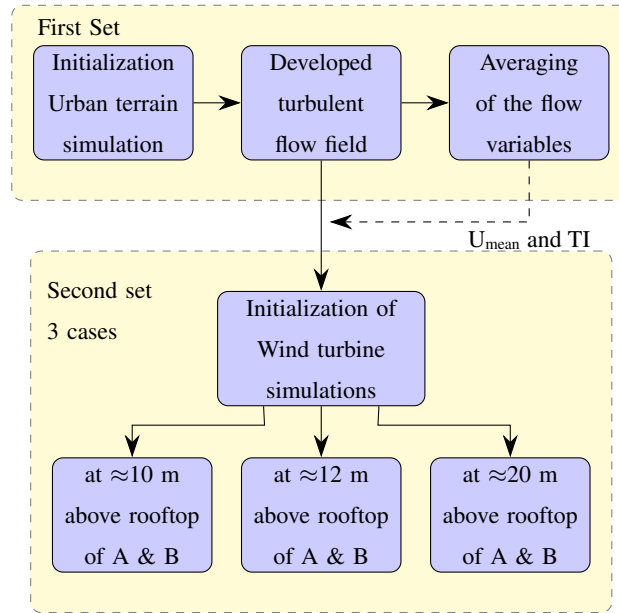 First Set
Initialization
Urban terrain
simulation
Developed
turbulent
flow field
Averaging
of the flow
variables
Umean and TI
Second set
3 cases
Initialization of
Wind turbine
simulations
at ≈10 m
above rooftop
of A & B
at ≈12 m
above rooftop
of A & B
at ≈20 m
above rooftop
of A & B